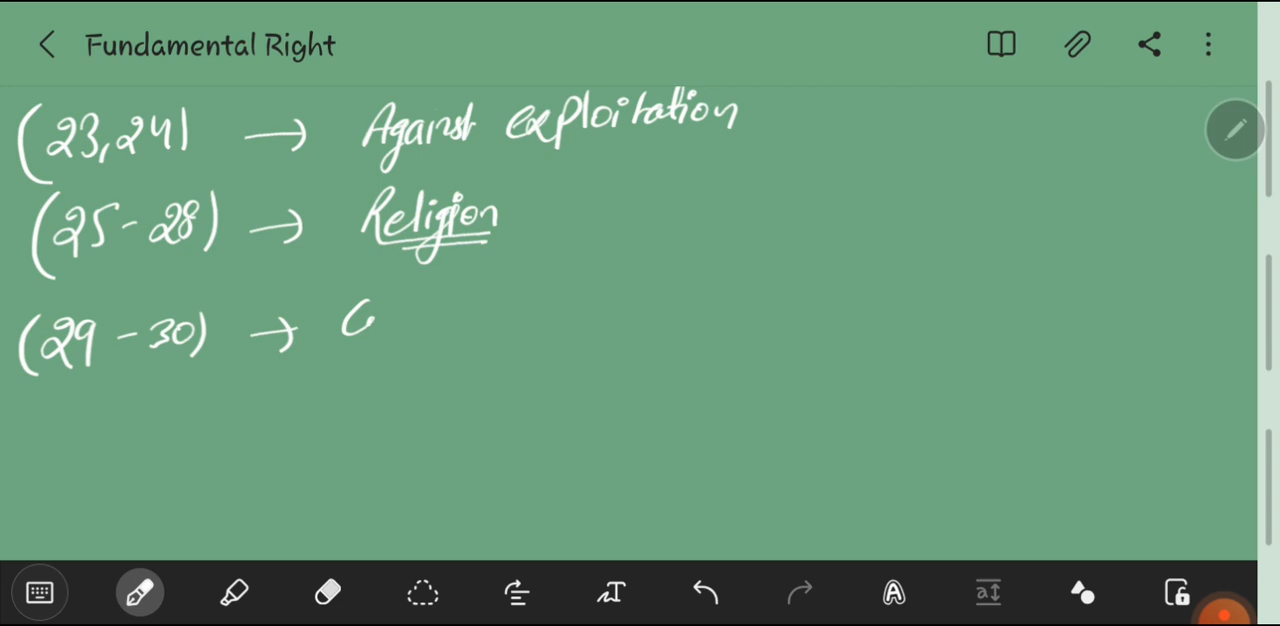 Fundamental Right
(23,24) → Against exploitation
(25-28) → Religion
(29-30) → C